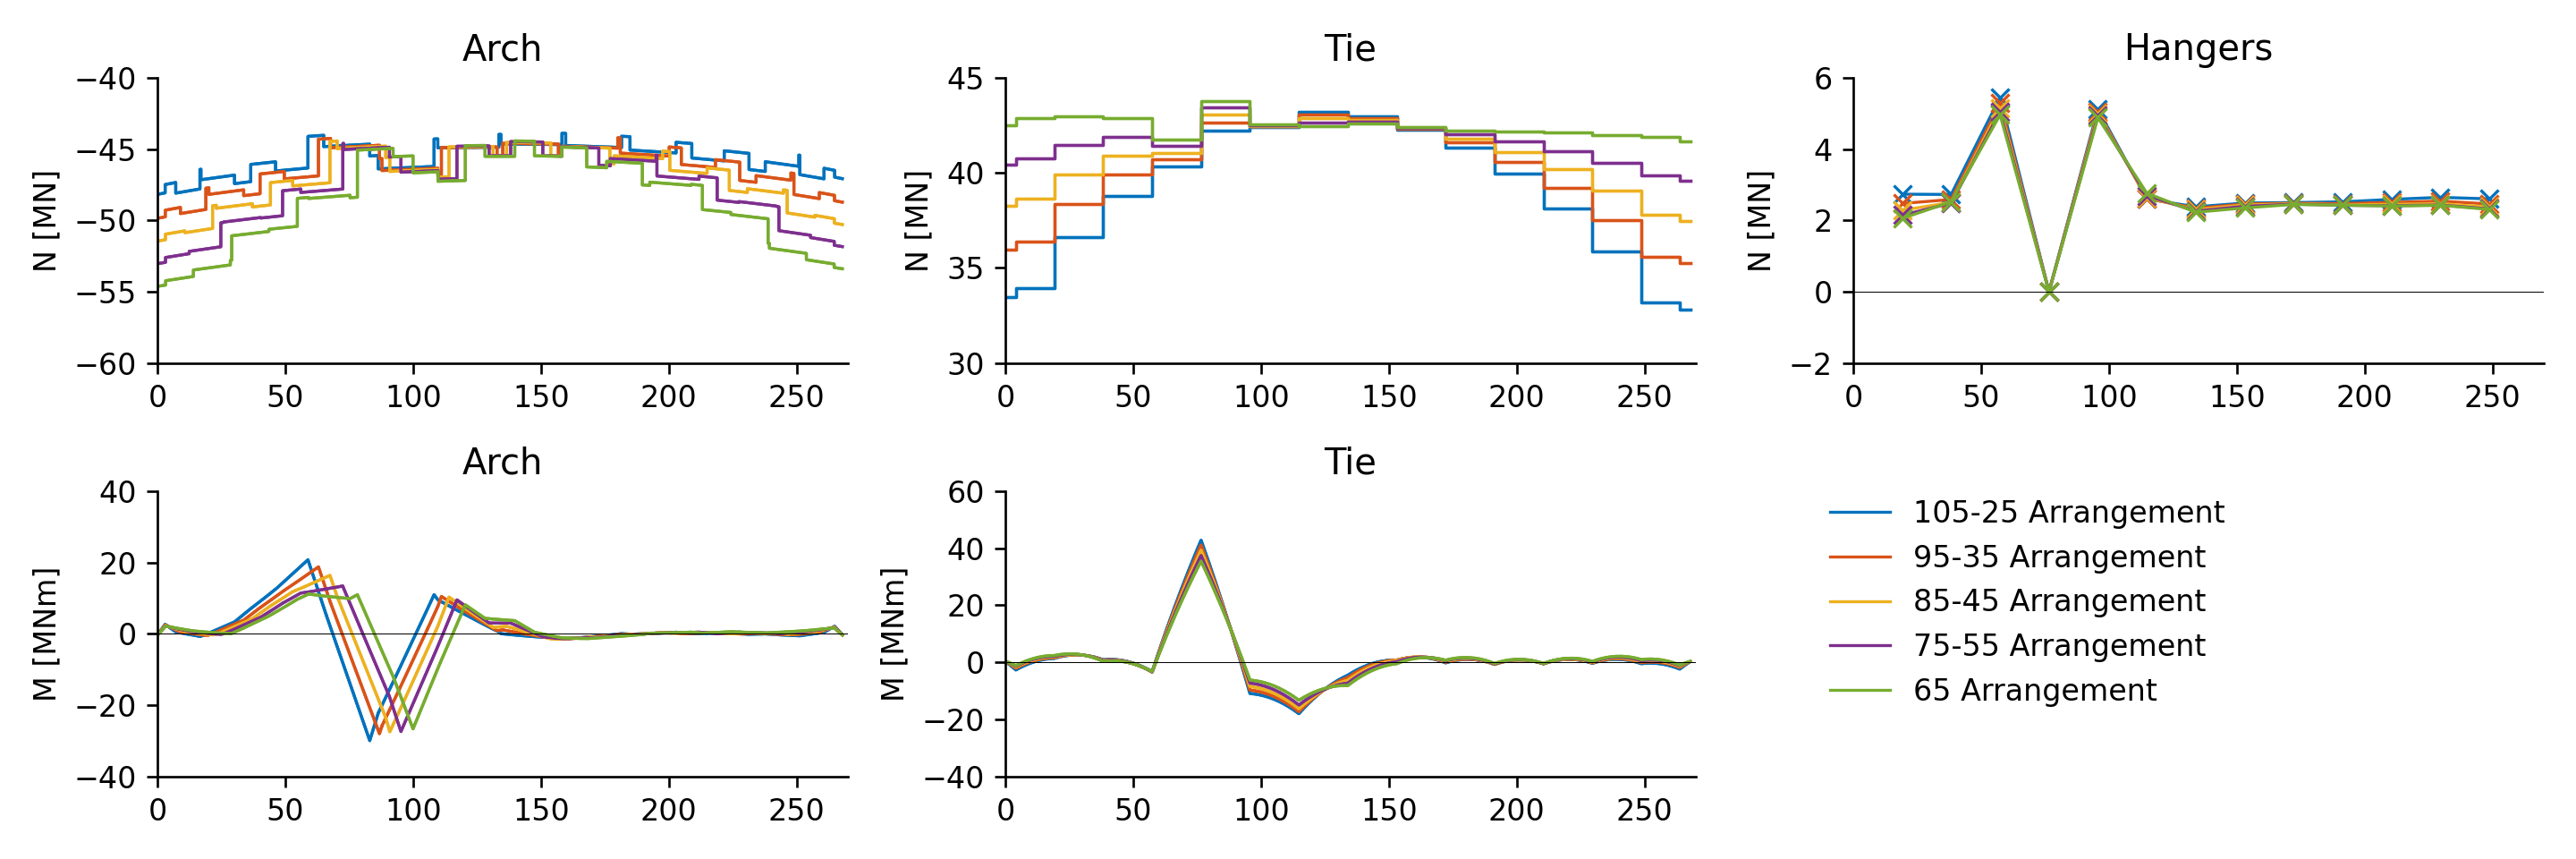 Arch
N [MN]
−40
−45
−50
−55
−60
0 50 100 150 200 250
Tie
N [MN]
45
40
35
30
0 50 100 150 200 250
Hangers
N [MN]
6
4
2
0
−2
0 50 100 150 200 250
Arch
M [MNm]
40
20
0
−20
−40
0 50 100 150 200 250
Tie
M [MNm]
60
40
20
0
−20
−40
0 50 100 150 200 250
105-25 Arrangement
95-35 Arrangement
85-45 Arrangement
75-55 Arrangement
65 Arrangement